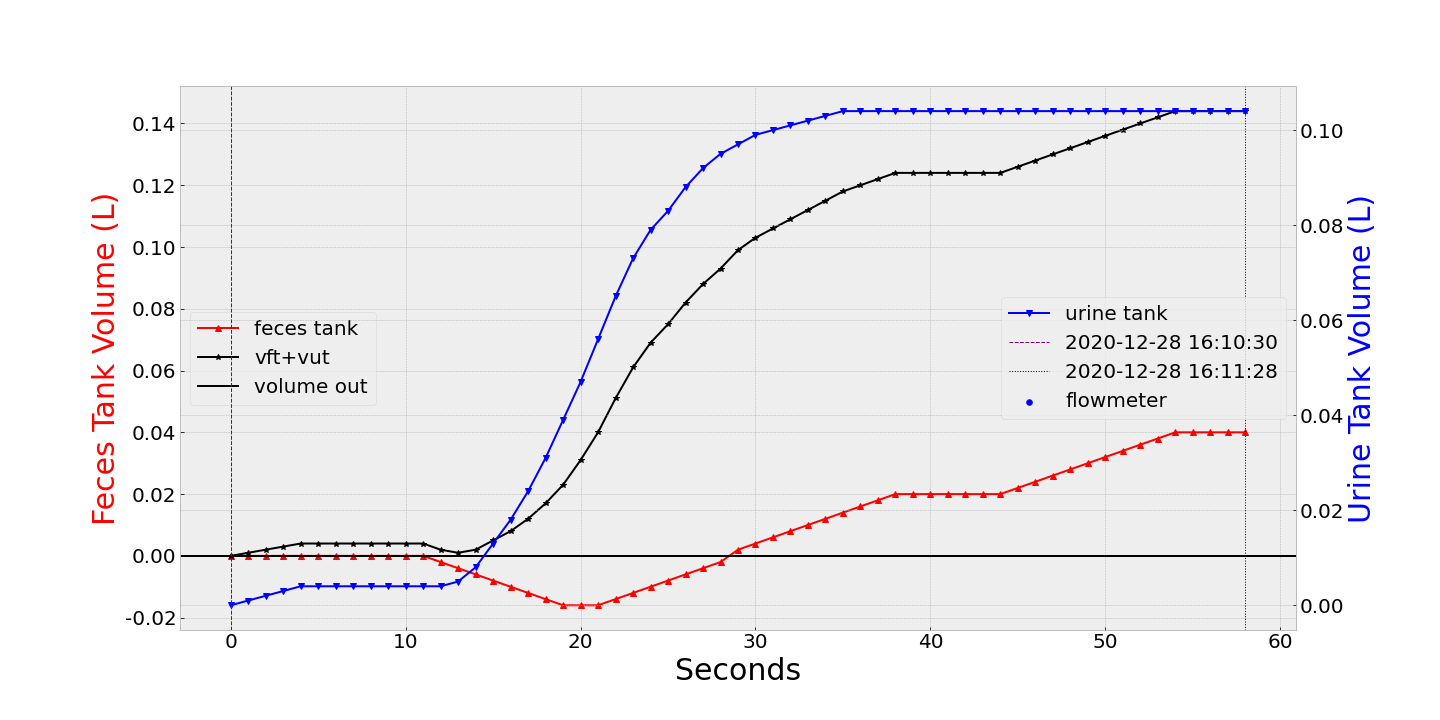 0.14
0.12
0.10
0.08
0.06
0.04
0.02
0.00
-0.02
Feces Tank Volume (L)
feces tank
vft+vut
volume out
urine tank
2020-12-28 16:10:30
2020-12-28 16:11:28
flowmeter
0.10
0.08
0.06
0.04
0.02
0.00
Urine Tank Volume (L)
0 10 20 30 40 50 60
Seconds